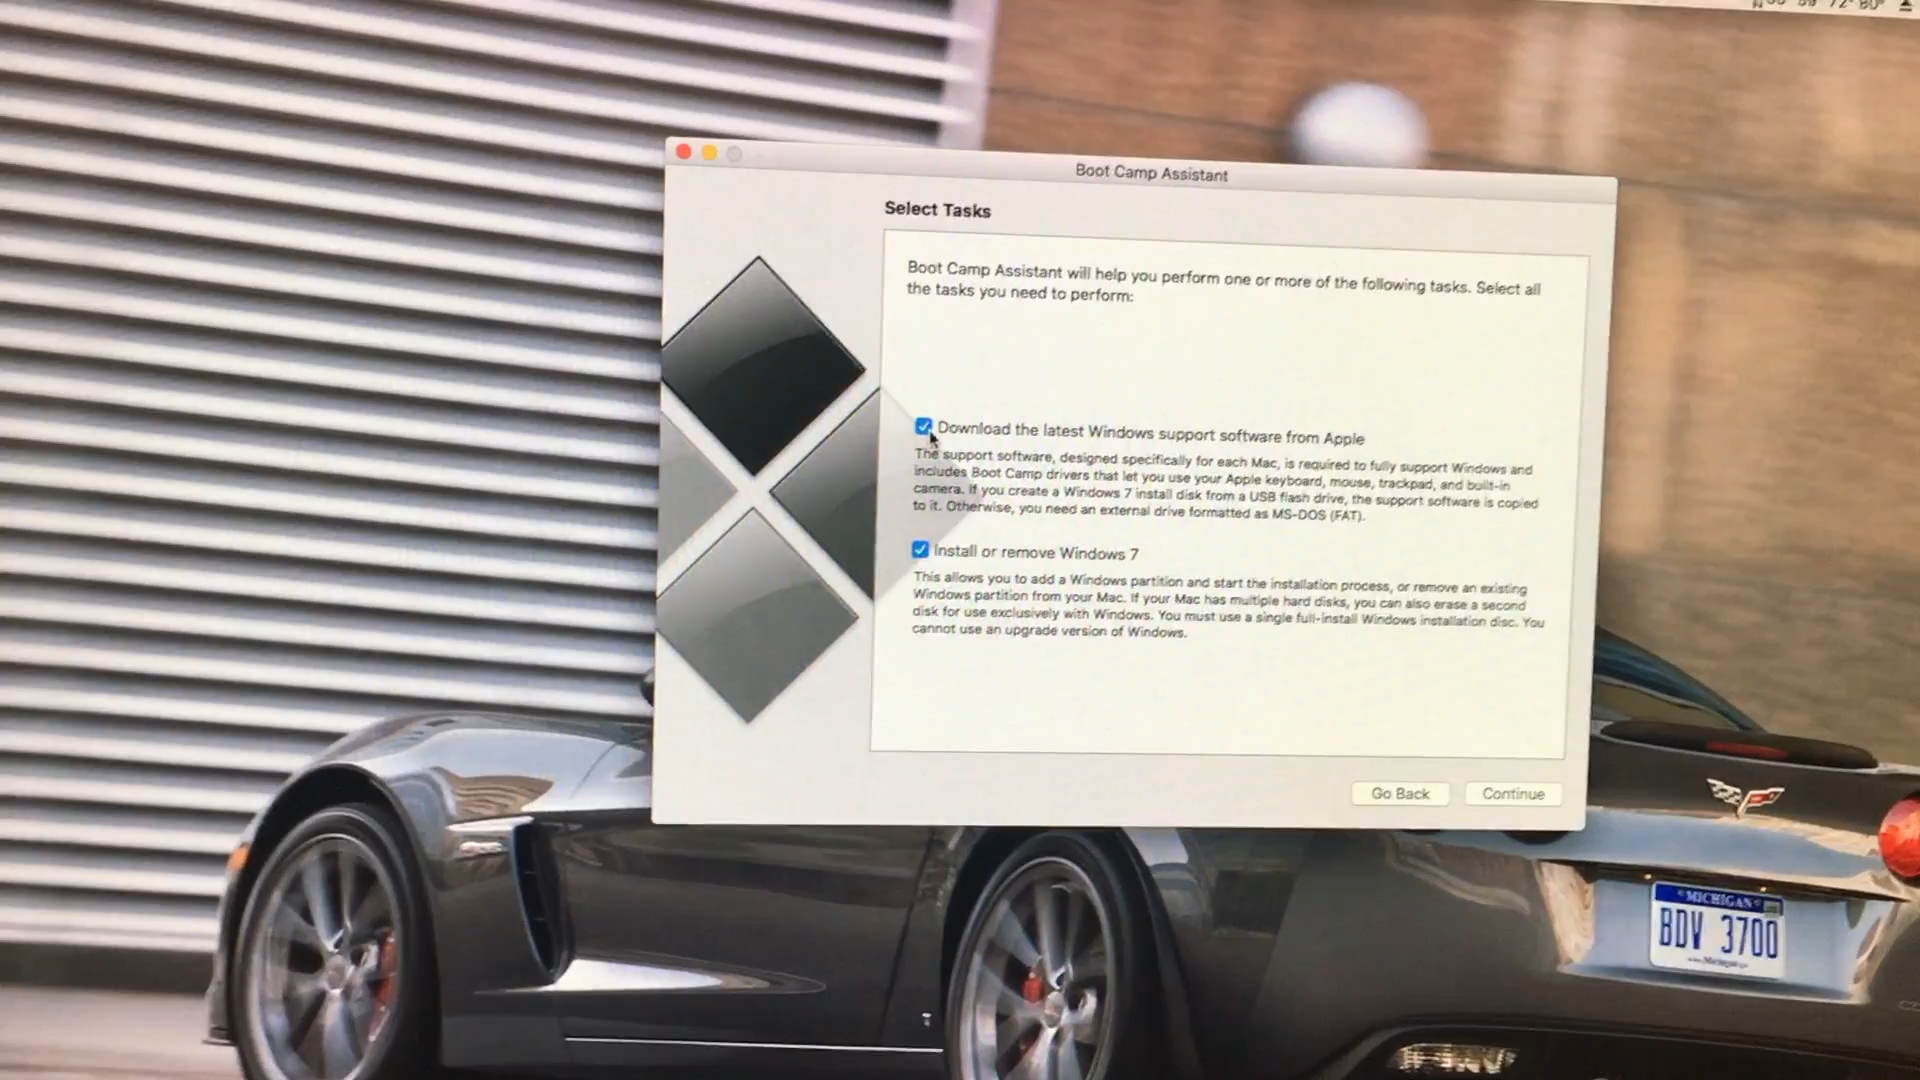 Boot Camp Assistant
Select Tasks
Boot Camp Assistant will help you perform one or more of the following tasks. Select all
the tasks you need to perform:
Download the latest Windows support software from Apple
The support software, designed specifically for each Mac, is required to fully support Windows and
includes Boot Camp drivers that let you use your Apple keyboard, mouse, trackpad, and built-in
camera. If you create a Windows 7 install disk from a USB flash drive, the support software is copied
to it. Otherwise, you need an external drive formatted as MS-DOS (FAT).
Install or remove Windows 7
This allows you to add a Windows partition and start the installation process, or remove an existing
Windows partition from your Mac. If your Mac has multiple hard disks, you can also erase a second
disk for use exclusively with Windows. You must use a single full-install Windows installation disc. You
cannot use an upgrade version of Windows.
Go Back
Continue
MICHIGAN
BDV 3700